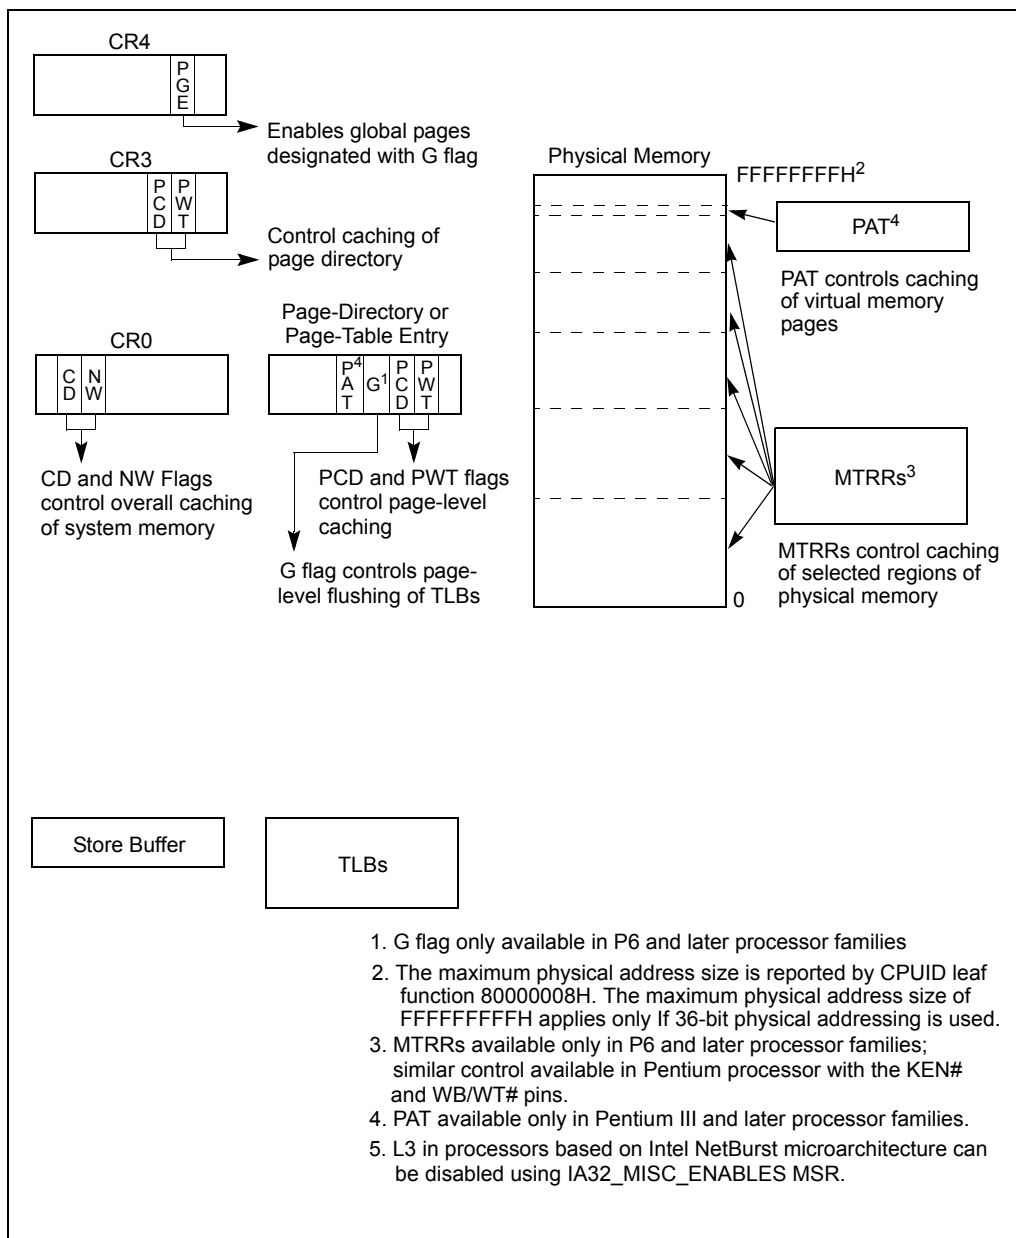 CR4
PGE
Enables global pages
designated with G flag
CR3
PCD PWT
Control caching of
page directory
CR0
CD NW
CD and NW Flags
control overall caching
of system memory
Page-Directory or
Page-Table Entry
PAT⁴ G¹ PCD PWT
PCD and PWT flags
control page-level
caching
G flag controls page-
level flushing of TLBs
Physical Memory
FFFFFFFFH²
PAT⁴
PAT controls caching
of virtual memory
pages
MTRRs³
MTRRs control caching
of selected regions of
physical memory
0
Store Buffer
TLBs
1. G flag only available in P6 and later processor families
2. The maximum physical address size is reported by CPUID leaf
function 80000008H. The maximum physical address size of
FFFFFFFFFH applies only If 36-bit physical addressing is used.
3. MTRRs available only in P6 and later processor families;
similar control available in Pentium processor with the KEN#
and WB/WT# pins.
4. PAT available only in Pentium III and later processor families.
5. L3 in processors based on Intel NetBurst microarchitecture can
be disabled using IA32_MISC_ENABLES MSR.